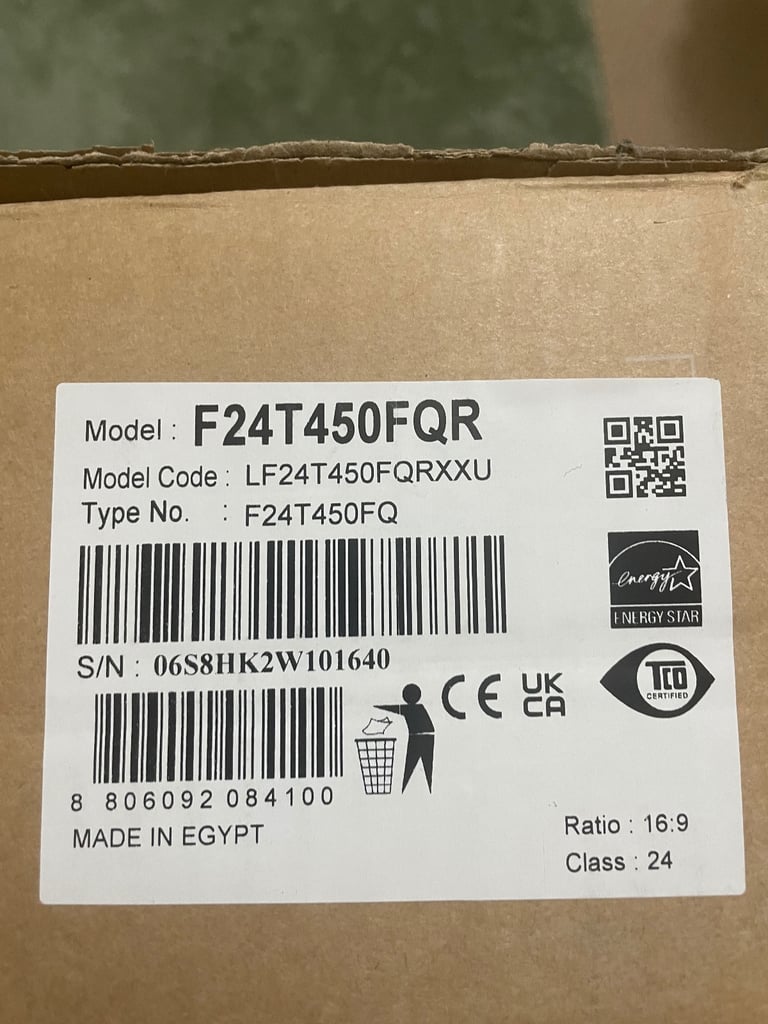 Model : F24T450FQR
Model Code : LF24T450FQRXXU
Type No. : F24T450FQ
energy
ENERGY STAR
S/N : 06S8HK2W101640
TCO
CERTIFIED
CE
UK
CA
8 806092 084100
MADE IN EGYPT
Ratio : 16:9
Class : 24